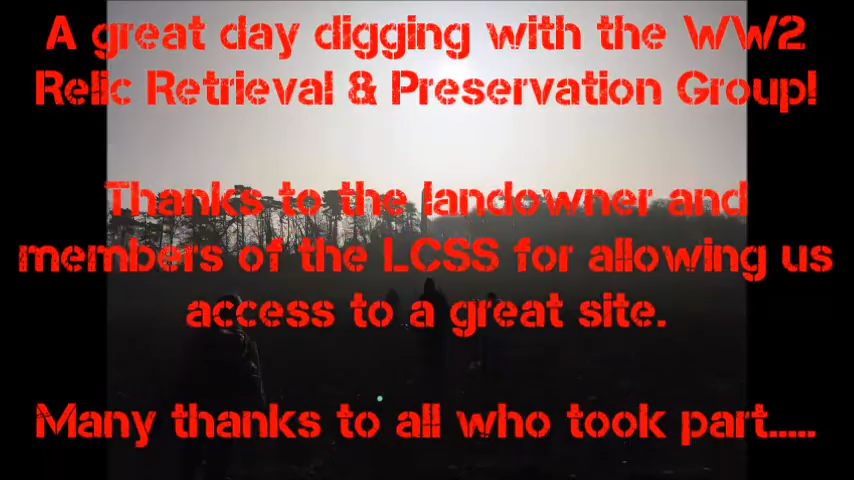 A great day digging with the WW2
Relic Retrieval & Preservation Group!
Thanks to the landowner and
members of the LCSS for allowing us
access to a great site.
Many thanks to all who took part.....